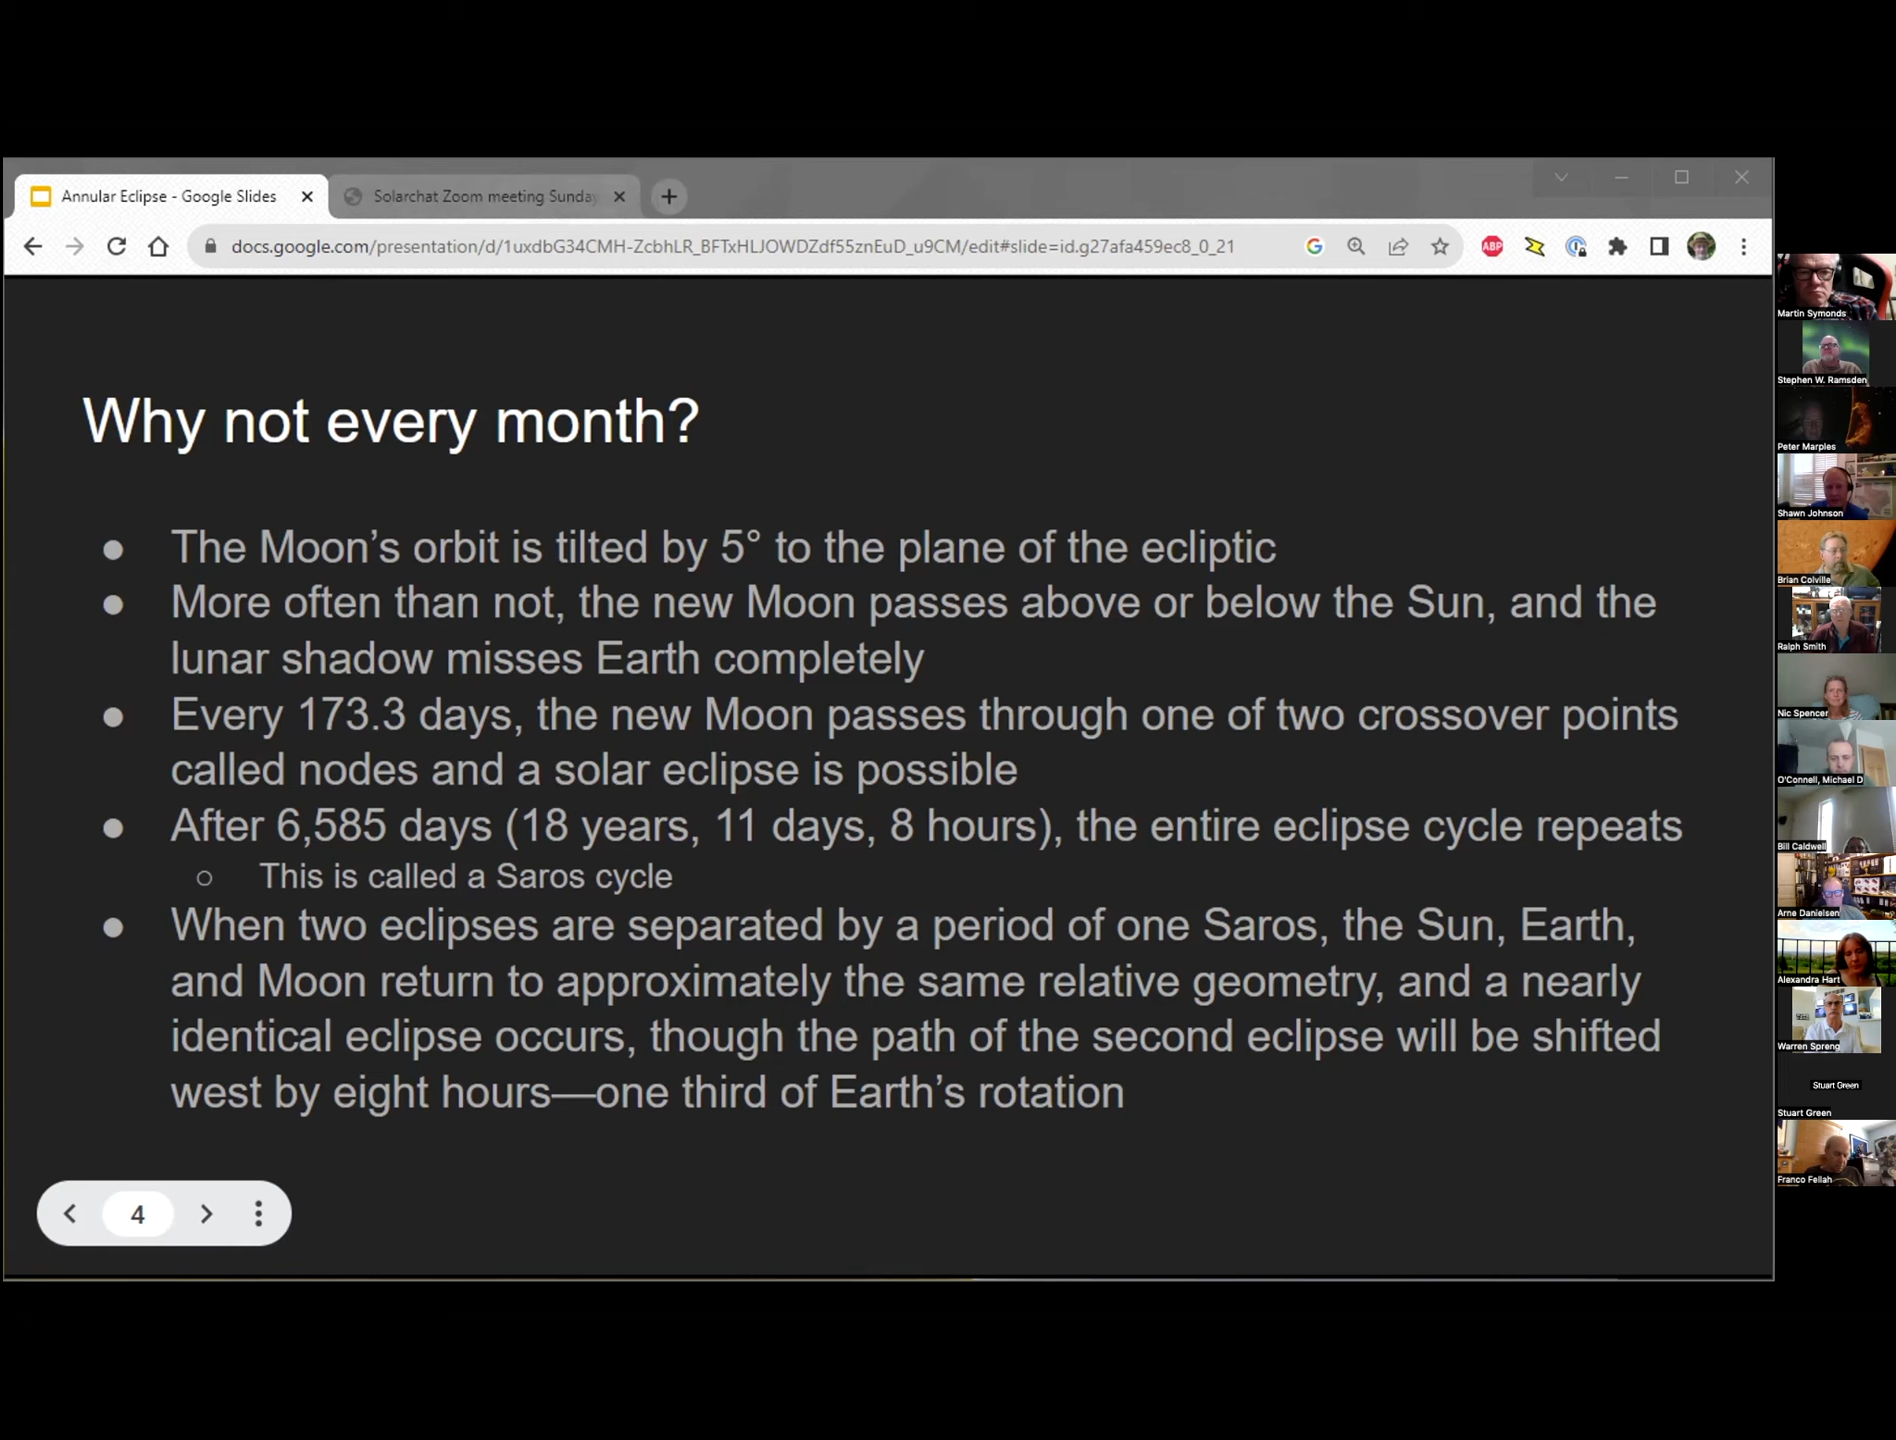 Annular Eclipse - Google Slides
Solarchat Zoom meeting Sunday
docs.google.com/presentation/d/1uxdbG34CMH-ZcbhLR_BFTxHLJOWDZdf55znEuD_u9CM/edit#slide=id.g27afa459ec8_0_21
ABP
Why not every month?
● The Moon’s orbit is tilted by 5° to the plane of the ecliptic
● More often than not, the new Moon passes above or below the Sun, and the
lunar shadow misses Earth completely
● Every 173.3 days, the new Moon passes through one of two crossover points
called nodes and a solar eclipse is possible
● After 6,585 days (18 years, 11 days, 8 hours), the entire eclipse cycle repeats
○ This is called a Saros cycle
● When two eclipses are separated by a period of one Saros, the Sun, Earth,
and Moon return to approximately the same relative geometry, and a nearly
identical eclipse occurs, though the path of the second eclipse will be shifted
west by eight hours—one third of Earth’s rotation
4
Martin Symonds
Stephen W. Ramsden
Peter Marples
Shawn Johnson
Brian Colville
Ralph Smith
Nic Spencer
O'Connell, Michael D
Bill Caldwell
Arne Danielsen
Alexandra Hart
Warren Spreng
Stuart Green
Stuart Green
Franco Fellah